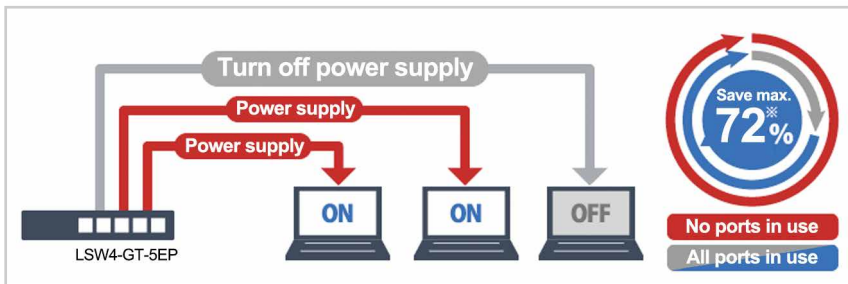 Turn off power supply
Power supply
Power supply
ON
ON
OFF
LSW4-GT-5EP
Save max.
72※%
No ports in use
All ports in use